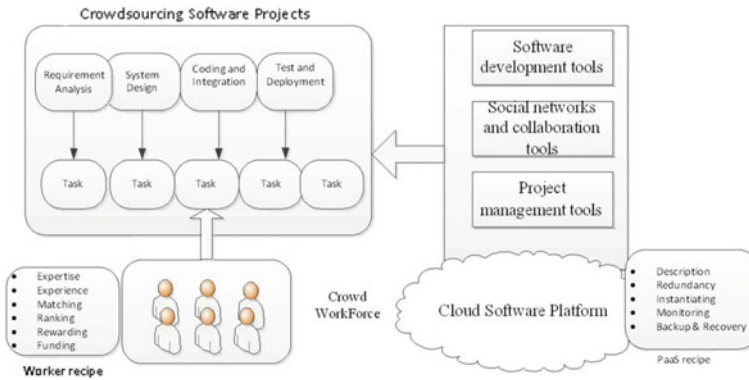 Crowdsourcing Software Projects
Requirement
Analysis
System
Design
Coding and
Integration
Test and
Deployment
Task
Task
Task
Task
Task
Software
development tools
Social networks
and collaboration
tools
Project
management tools
• Expertise
• Experience
• Matching
• Ranking
• Rewarding
• Funding
Worker recipe
Crowd
WorkForce
Cloud Software Platform
• Description
• Redundancy
• Instantiating
• Monitoring
• Backup & Recovery
PaaS recipe